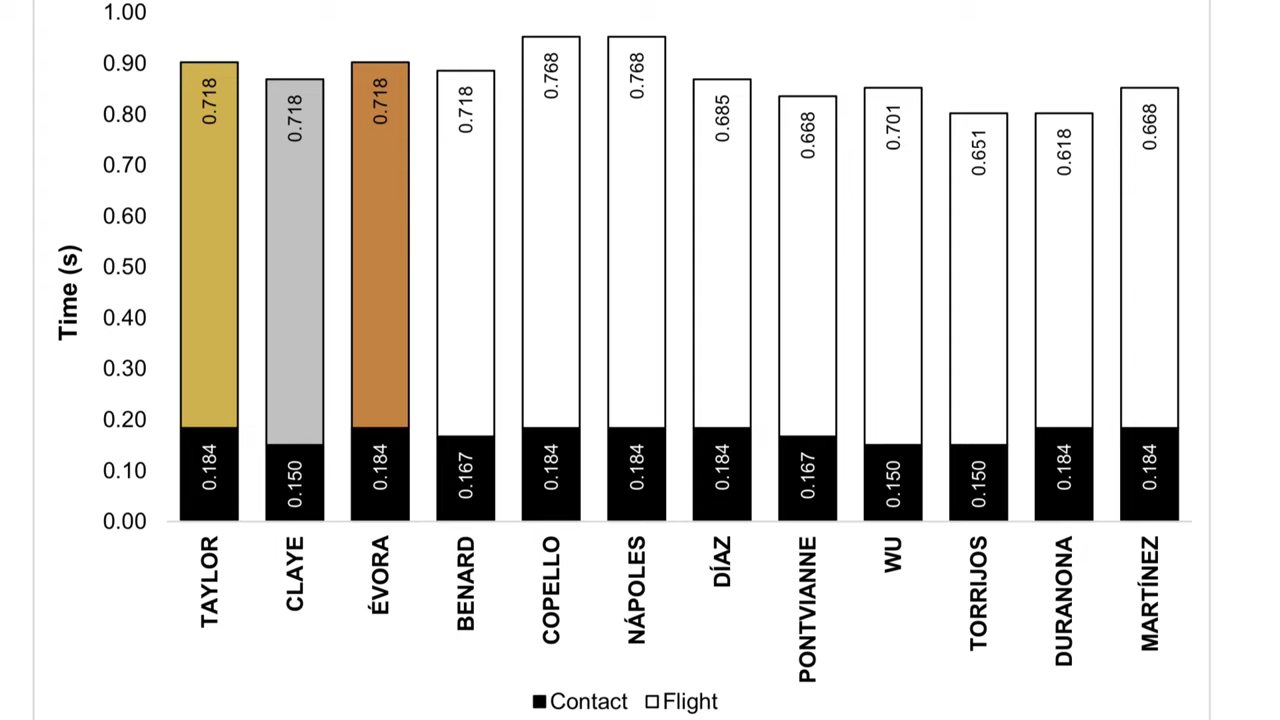 1.00
0.90
0.80
0.70
0.60
0.50
0.40
0.30
0.20
0.10
0.00
Time (s)
0.718
0.718
0.718
0.718
0.768
0.768
0.685
0.668
0.701
0.651
0.618
0.668
0.184
0.150
0.184
0.167
0.184
0.184
0.184
0.167
0.150
0.150
0.184
0.184
TAYLOR
CLAYE
ÉVORA
BENARD
COPELLO
NÁPOLES
DÍAZ
PONTVIANNE
WU
TORRIJOS
DURANONA
MARTÍNEZ
Contact Flight